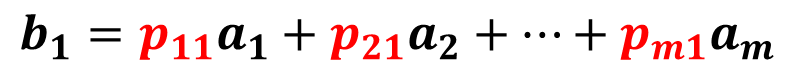 b₁ = p₁₁a₁ + p₂₁a₂ + ⋯ + pₘ₁aₘ